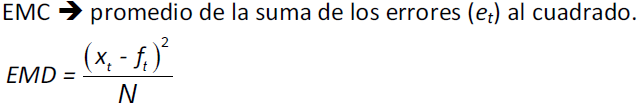 EMC ➔ promedio de la suma de los errores (eₜ) al cuadrado.
EMD = (xₜ - fₜ)² / N